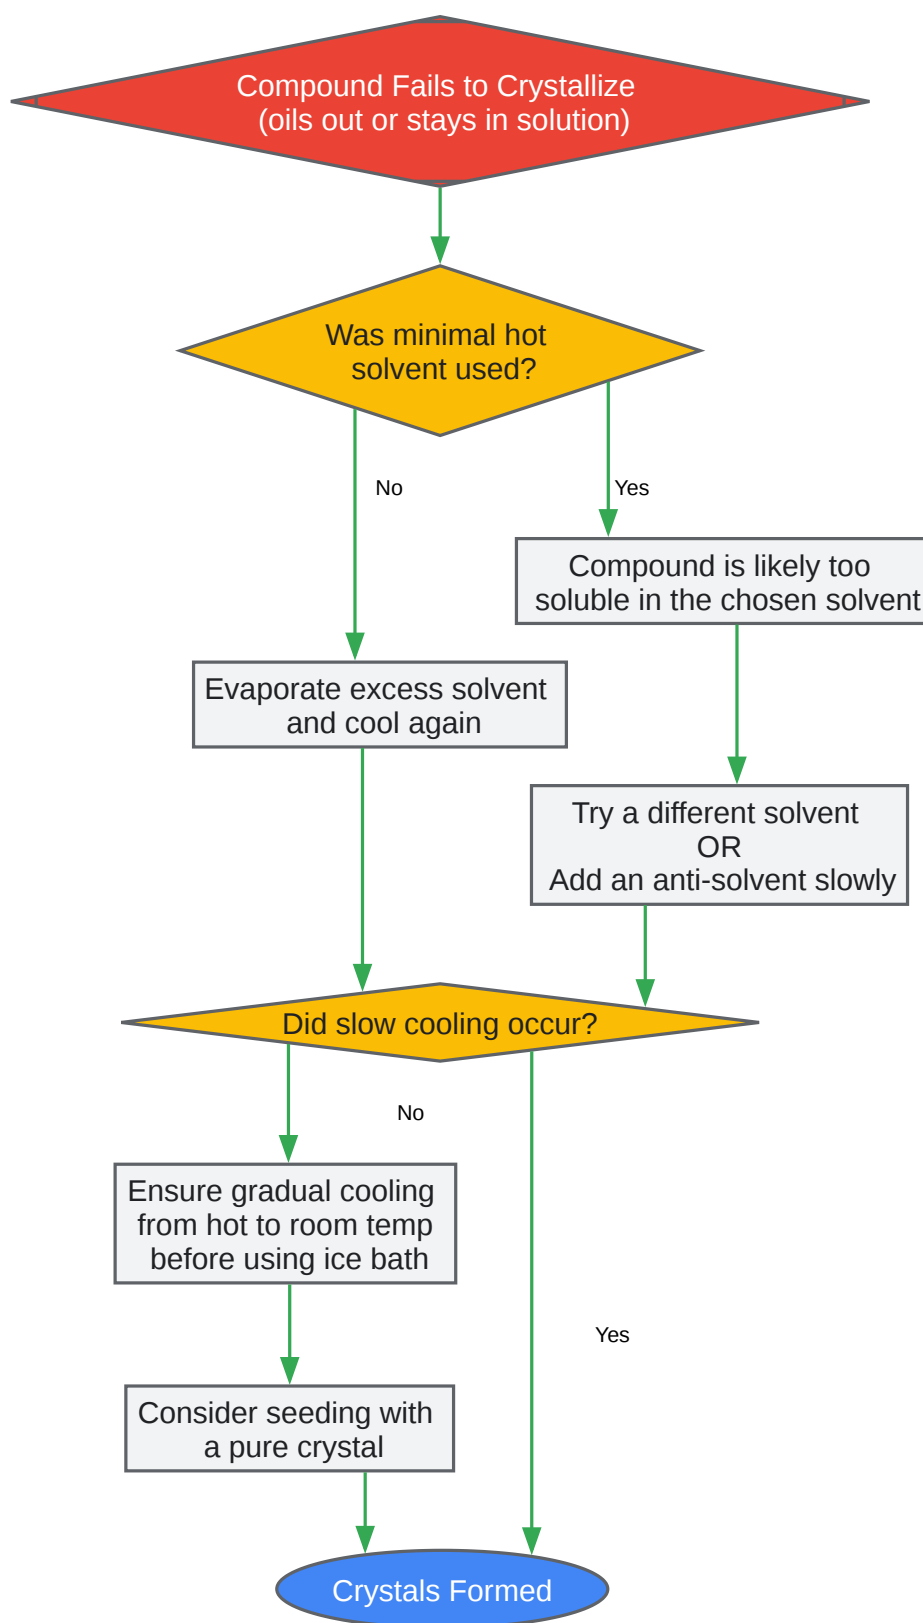 Compound Fails to Crystallize
(oils out or stays in solution)
Was minimal hot
solvent used?
No
Yes
Compound is likely too
soluble in the chosen solvent
Evaporate excess solvent
and cool again
Try a different solvent
OR
Add an anti-solvent slowly
Did slow cooling occur?
No
Ensure gradual cooling
from hot to room temp
before using ice bath
Yes
Consider seeding with
a pure crystal
Crystals Formed